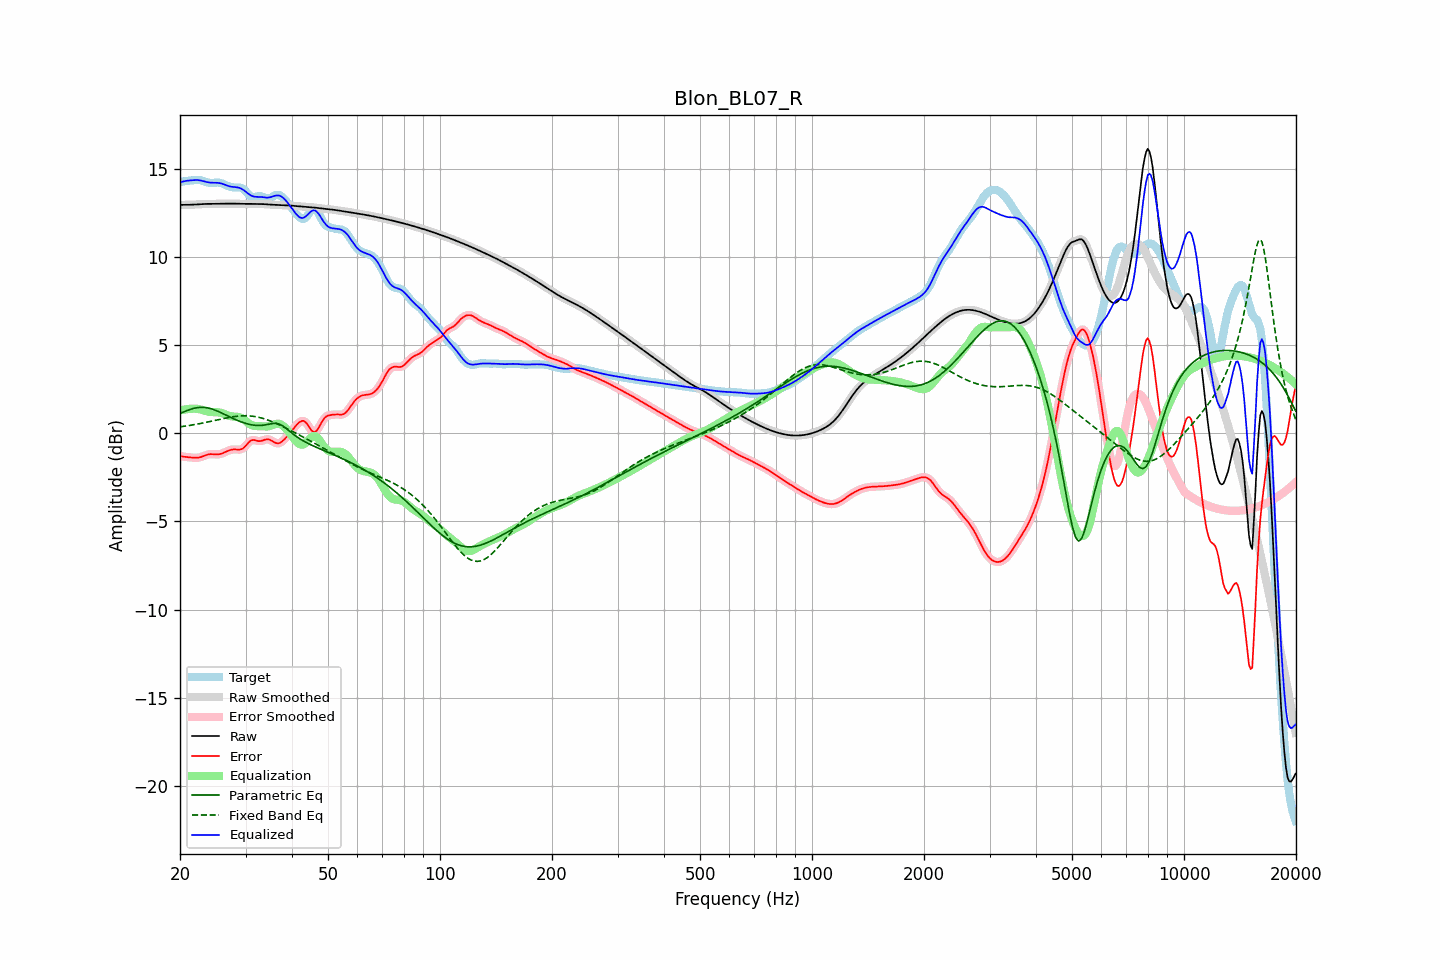 Blon_BL07_R
Amplitude (dBr)
15
10
5
0
−5
−10
−15
−20
Target
Raw Smoothed
Error Smoothed
Raw
Error
Equalization
Parametric Eq
Fixed Band Eq
Equalized
20 50 100 200 500 1000 2000 5000 10000 20000
Frequency (Hz)